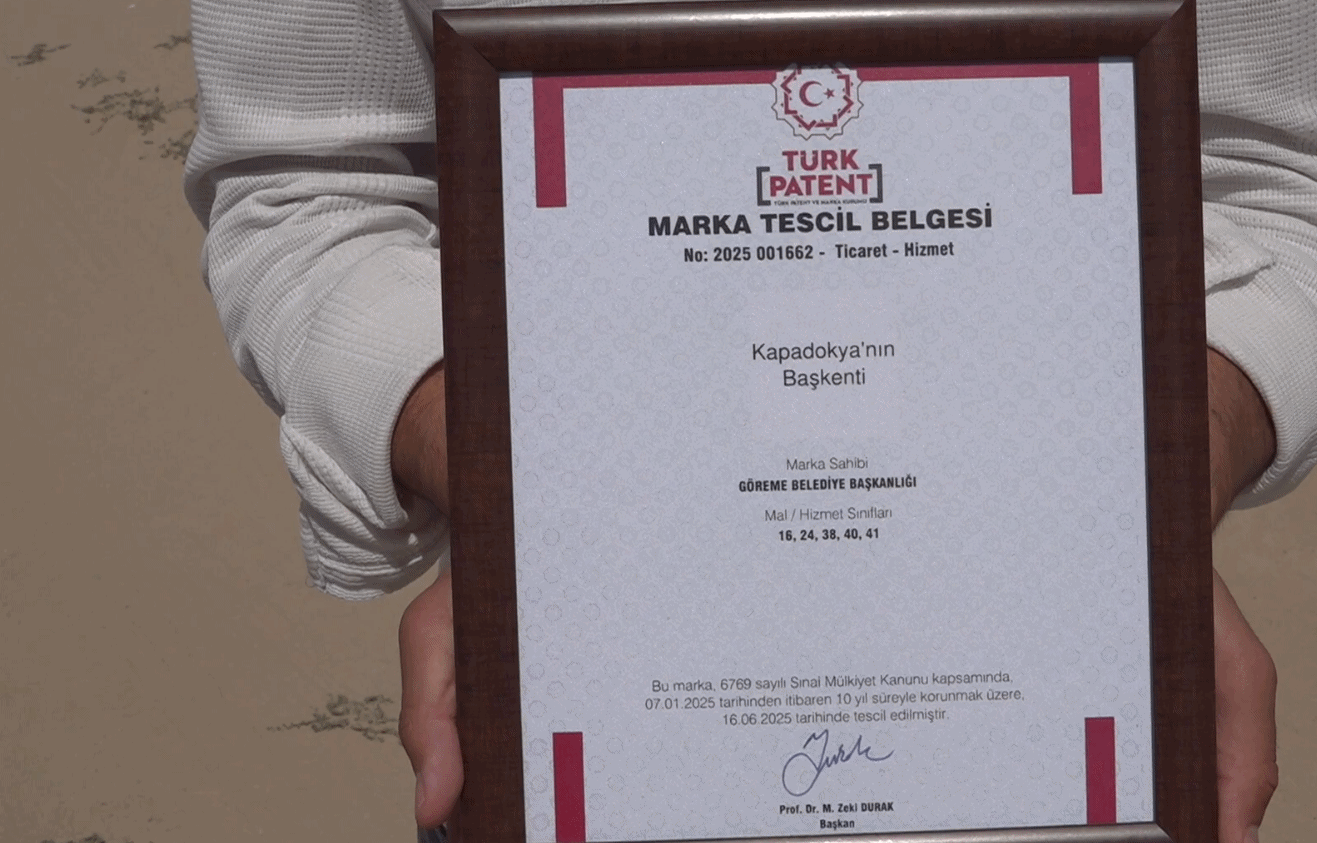 TÜRK
PATENT
TÜRK PATENT VE MARKA KURUMU
MARKA TESCİL BELGESİ
No: 2025 001662 - Ticaret - Hizmet
Kapadokya'nın
Başkenti
Marka Sahibi
GÖREME BELEDİYE BAŞKANLIĞI
Mal / Hizmet Sınıfları
16, 24, 38, 40, 41
Bu marka, 6769 sayılı Sınai Mülkiyet Kanunu kapsamında,
07.01.2025 tarihinden itibaren 10 yıl süreyle korunmak üzere,
16.06.2025 tarihinde tescil edilmiştir.
Prof. Dr. M. Zeki DURAK
Başkan